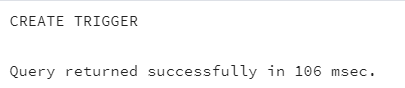 CREATE TRIGGER
Query returned successfully in 106 msec.